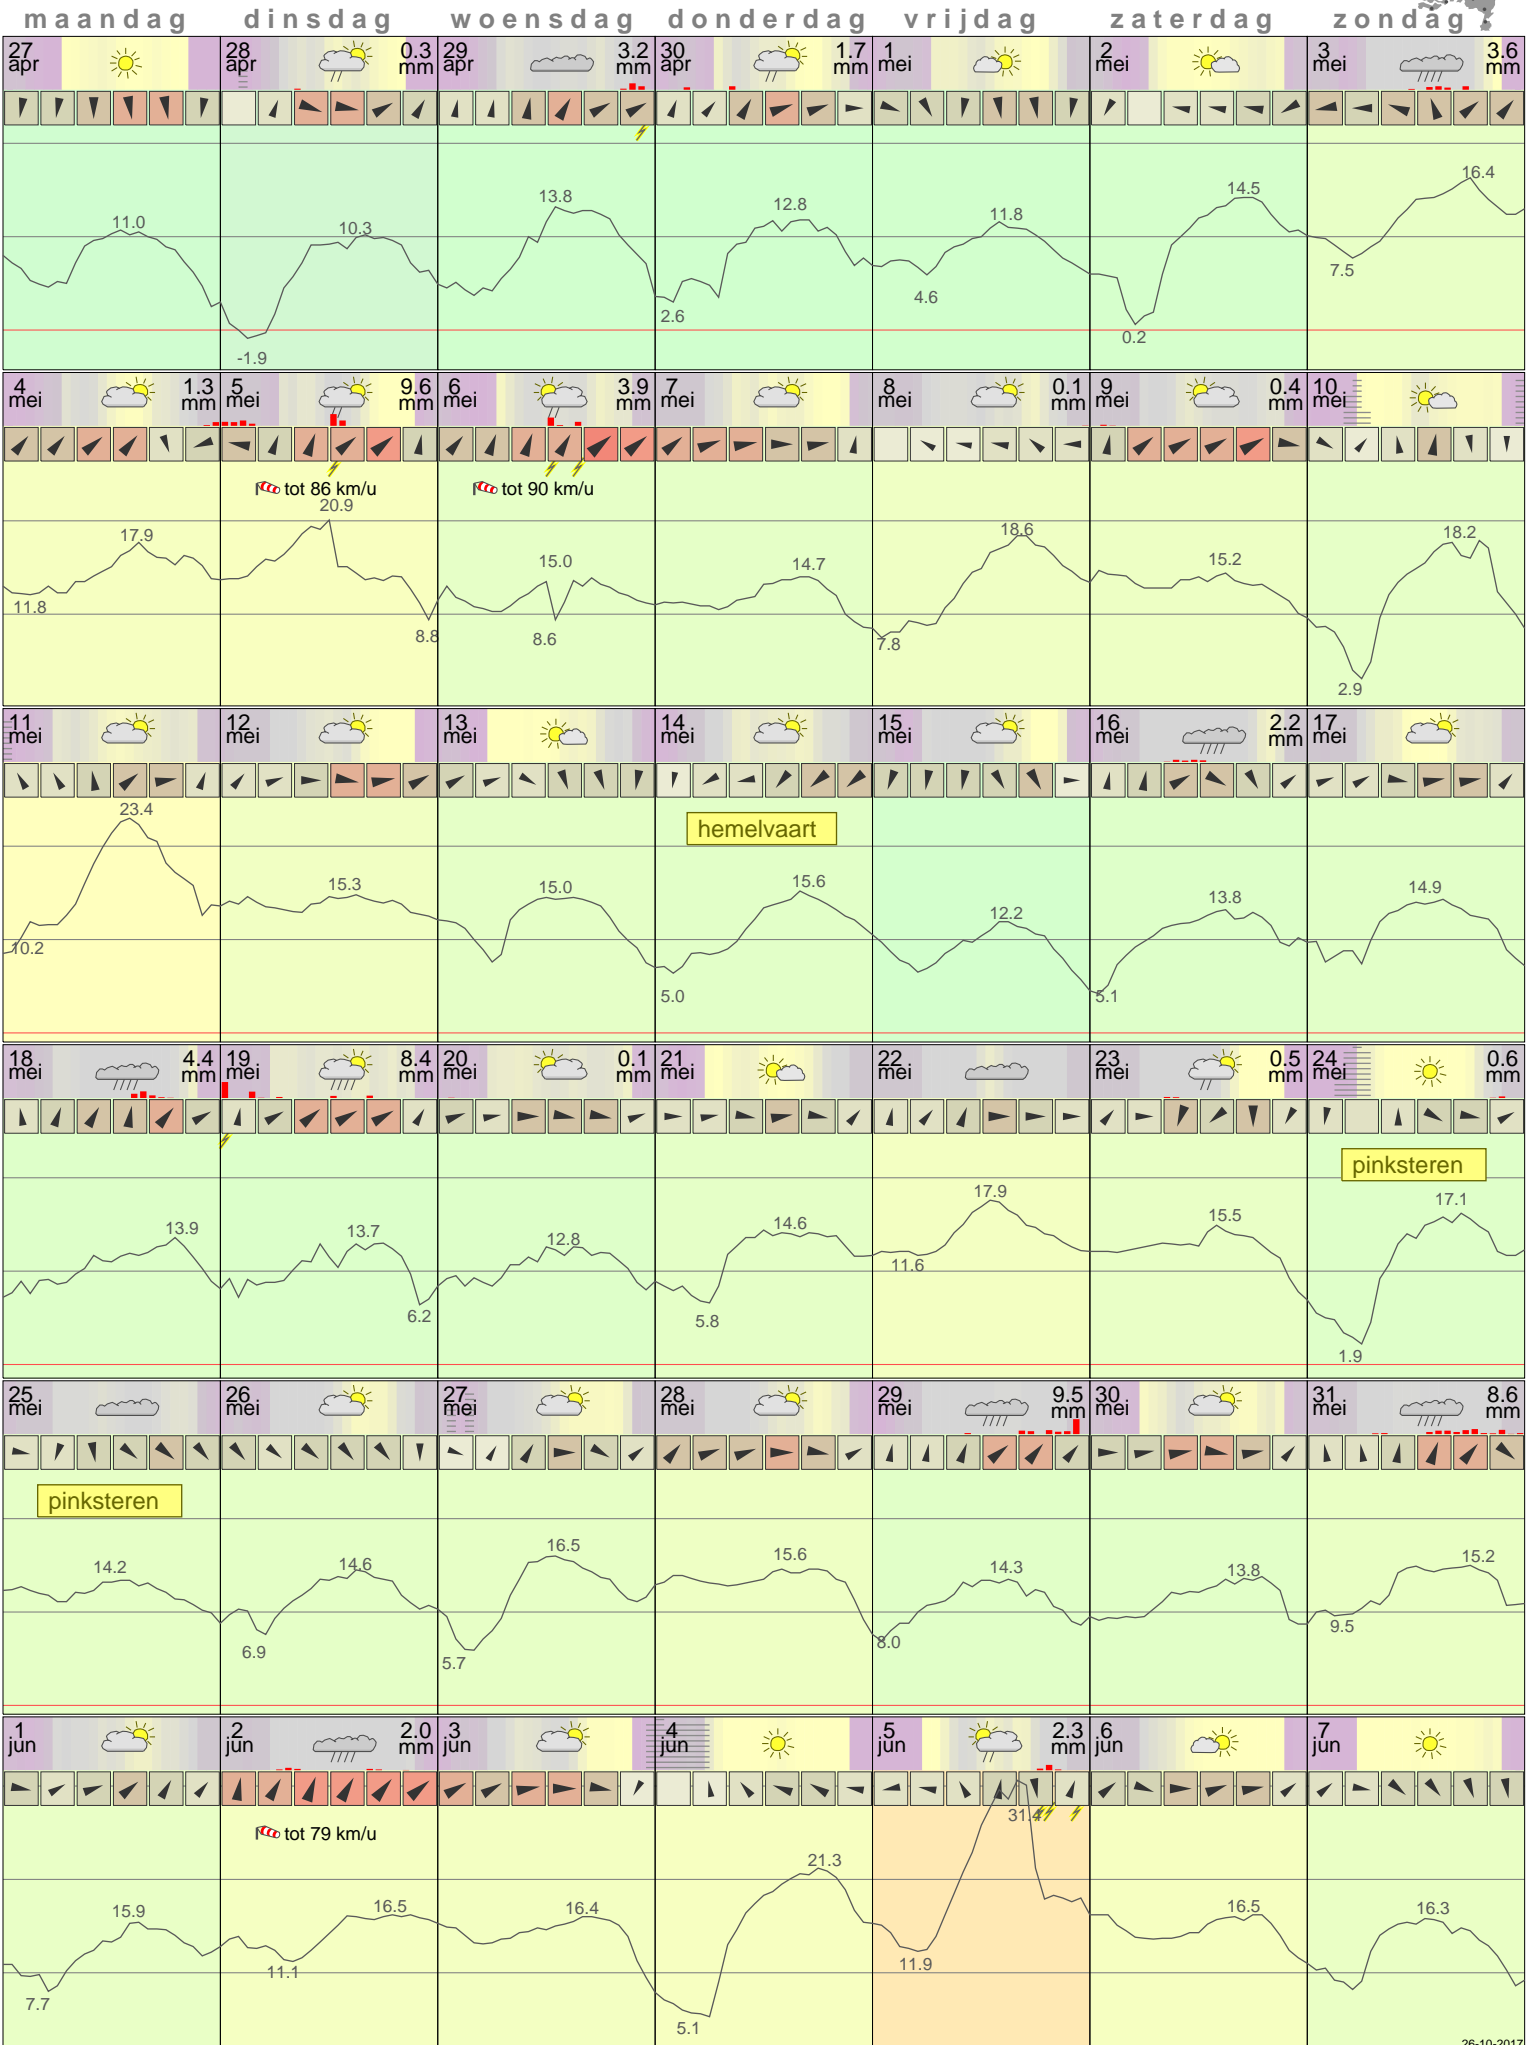 maandag dinsdag woensdag donderdag vrijdag zaterdag zondag
27 28 0.3 29 3.2 30 1.7 1 2 3 3.6
apr apr mm apr mm apr mm mei mei mei mm
11.0 10.3 13.8 12.8 11.8 14.5 16.4
-1.9 2.6 4.6 0.2 7.5
4 1.3 5 9.6 6 3.9 7 8 0.1 9 0.4 10
mei mm mei mm mei mm mei mei mm mei mm mei
tot 86 km/u tot 90 km/u
17.9 20.9 15.0 14.7 18.6 15.2 18.2
11.8 8.8 8.6 7.8 2.9
11 12 13 14 15 16 2.2 17
mei mei mei mei mei mei mm mei
hemelvaart
23.4 15.3 15.0 15.6 12.2 13.8 14.9
10.2 5.0 5.1
18 4.4 19 8.4 20 0.1 21 22 23 0.5 24 0.6
mei mm mei mm mei mm mei mei mei mm mei mm
pinksteren
13.9 13.7 12.8 14.6 17.9 15.5 17.1
6.2 5.8 11.6 1.9
25 26 27 28 29 9.5 30 31 8.6
mei mei mei mei mei mm mei mei mm
pinksteren
14.2 14.6 16.5 15.6 14.3 13.8 15.2
6.9 5.7 8.0 9.5
1 2 2.0 3 4 5 2.3 6 7
jun jun mm jun jun jun mm jun jun
tot 79 km/u
15.9 16.5 16.4 21.3 31.4 16.5 16.3
7.7 11.1 5.1 11.9
26-10-2017